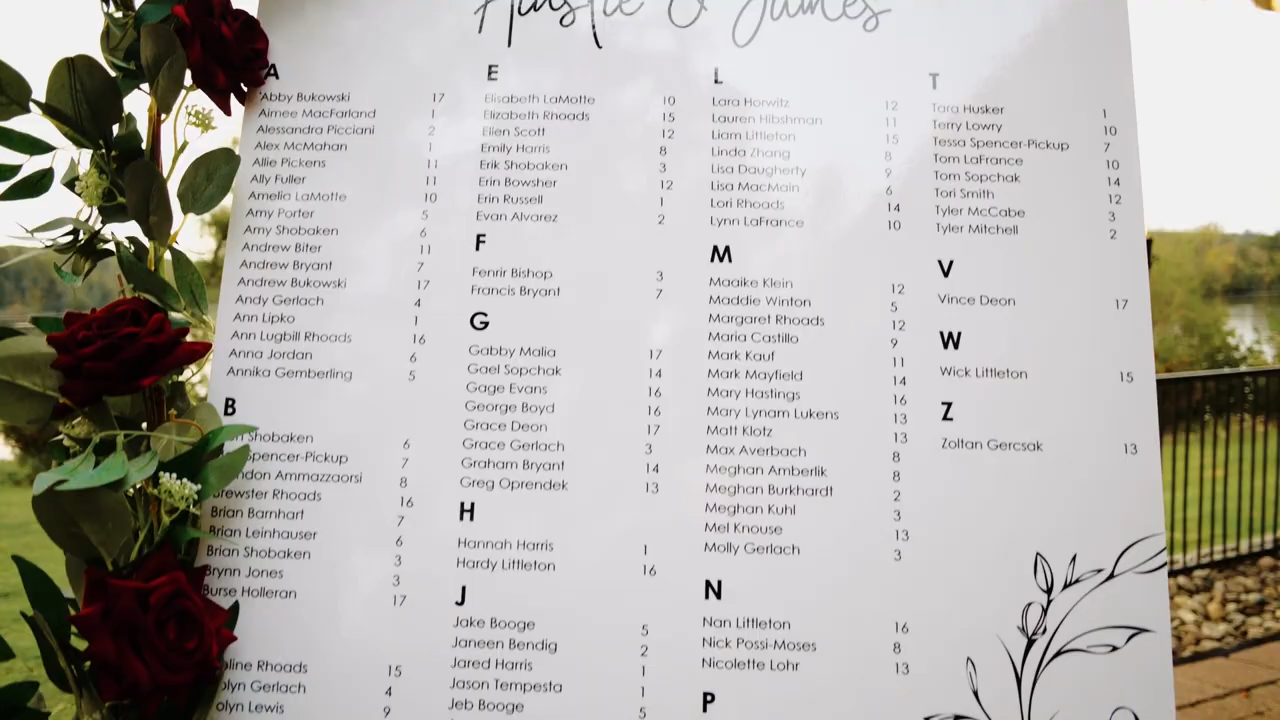 & James
A
Abby Bukowski 17
Aimee MacFarland 1
Alessandra Picciani 2
Alex McMahan 1
Allie Pickens 11
Ally Fuller 11
Amelia LaMotte 10
Amy Porter 5
Amy Shobaken 6
Andrew Biter 11
Andrew Bryant 7
Andrew Bukowski 17
Andy Gerlach 4
Ann Lipko 1
Ann Lugbill Rhoads 16
Anna Jordan 6
Annika Gemberling 5
B
Shobaken 6
Spencer-Pickup 7
Ammazzaorsi 8
Brewster Rhoads 16
Brian Barnhart 7
Brian Leinhauser 6
Brian Shobaken 3
Brynn Jones 3
Burse Holleran 17
Rhoads 15
Gerlach 4
Lewis 9
E
Elisabeth LaMotte 10
Elizabeth Rhoads 15
Ellen Scott 12
Emily Harris 8
Erik Shobaken 3
Erin Bowsher 12
Erin Russell 1
Evan Alvarez 2
F
Fenrir Bishop 3
Francis Bryant 7
G
Gabby Malia 17
Gael Sopchak 14
Gage Evans 16
George Boyd 16
Grace Deon 17
Grace Gerlach 3
Graham Bryant 14
Greg Oprendek 13
H
Hannah Harris 1
Hardy Littleton 16
J
Jake Booge 5
Janeen Bendig 2
Jared Harris 1
Jason Tempesta 1
Jeb Booge 5
L
Lara Horwitz 12
Lauren Hibshman 11
Liam Littleton 15
Linda Zhang 8
Lisa Daugherty 9
Lisa MacMain 6
Lori Rhoads 14
Lynn LaFrance 10
M
Maaike Klein 12
Maddie Winton 5
Margaret Rhoads 12
Maria Castillo 9
Mark Kauf 11
Mark Mayfield 14
Mary Hastings 16
Mary Lynam Lukens 13
Matt Klotz 13
Max Averbach 8
Meghan Amberlik 8
Meghan Burkhardt 2
Meghan Kuhl 3
Mel Knouse 13
Molly Gerlach 3
N
Nan Littleton 16
Nick Possi-Moses 8
Nicolette Lohr 13
P
T
Tara Husker 1
Terry Lowry 10
Tessa Spencer-Pickup 7
Tom LaFrance 10
Tom Sopchak 14
Tori Smith 12
Tyler McCabe 3
Tyler Mitchell 2
V
Vince Deon 17
W
Wick Littleton 15
Z
Zoltan Gercsak 13